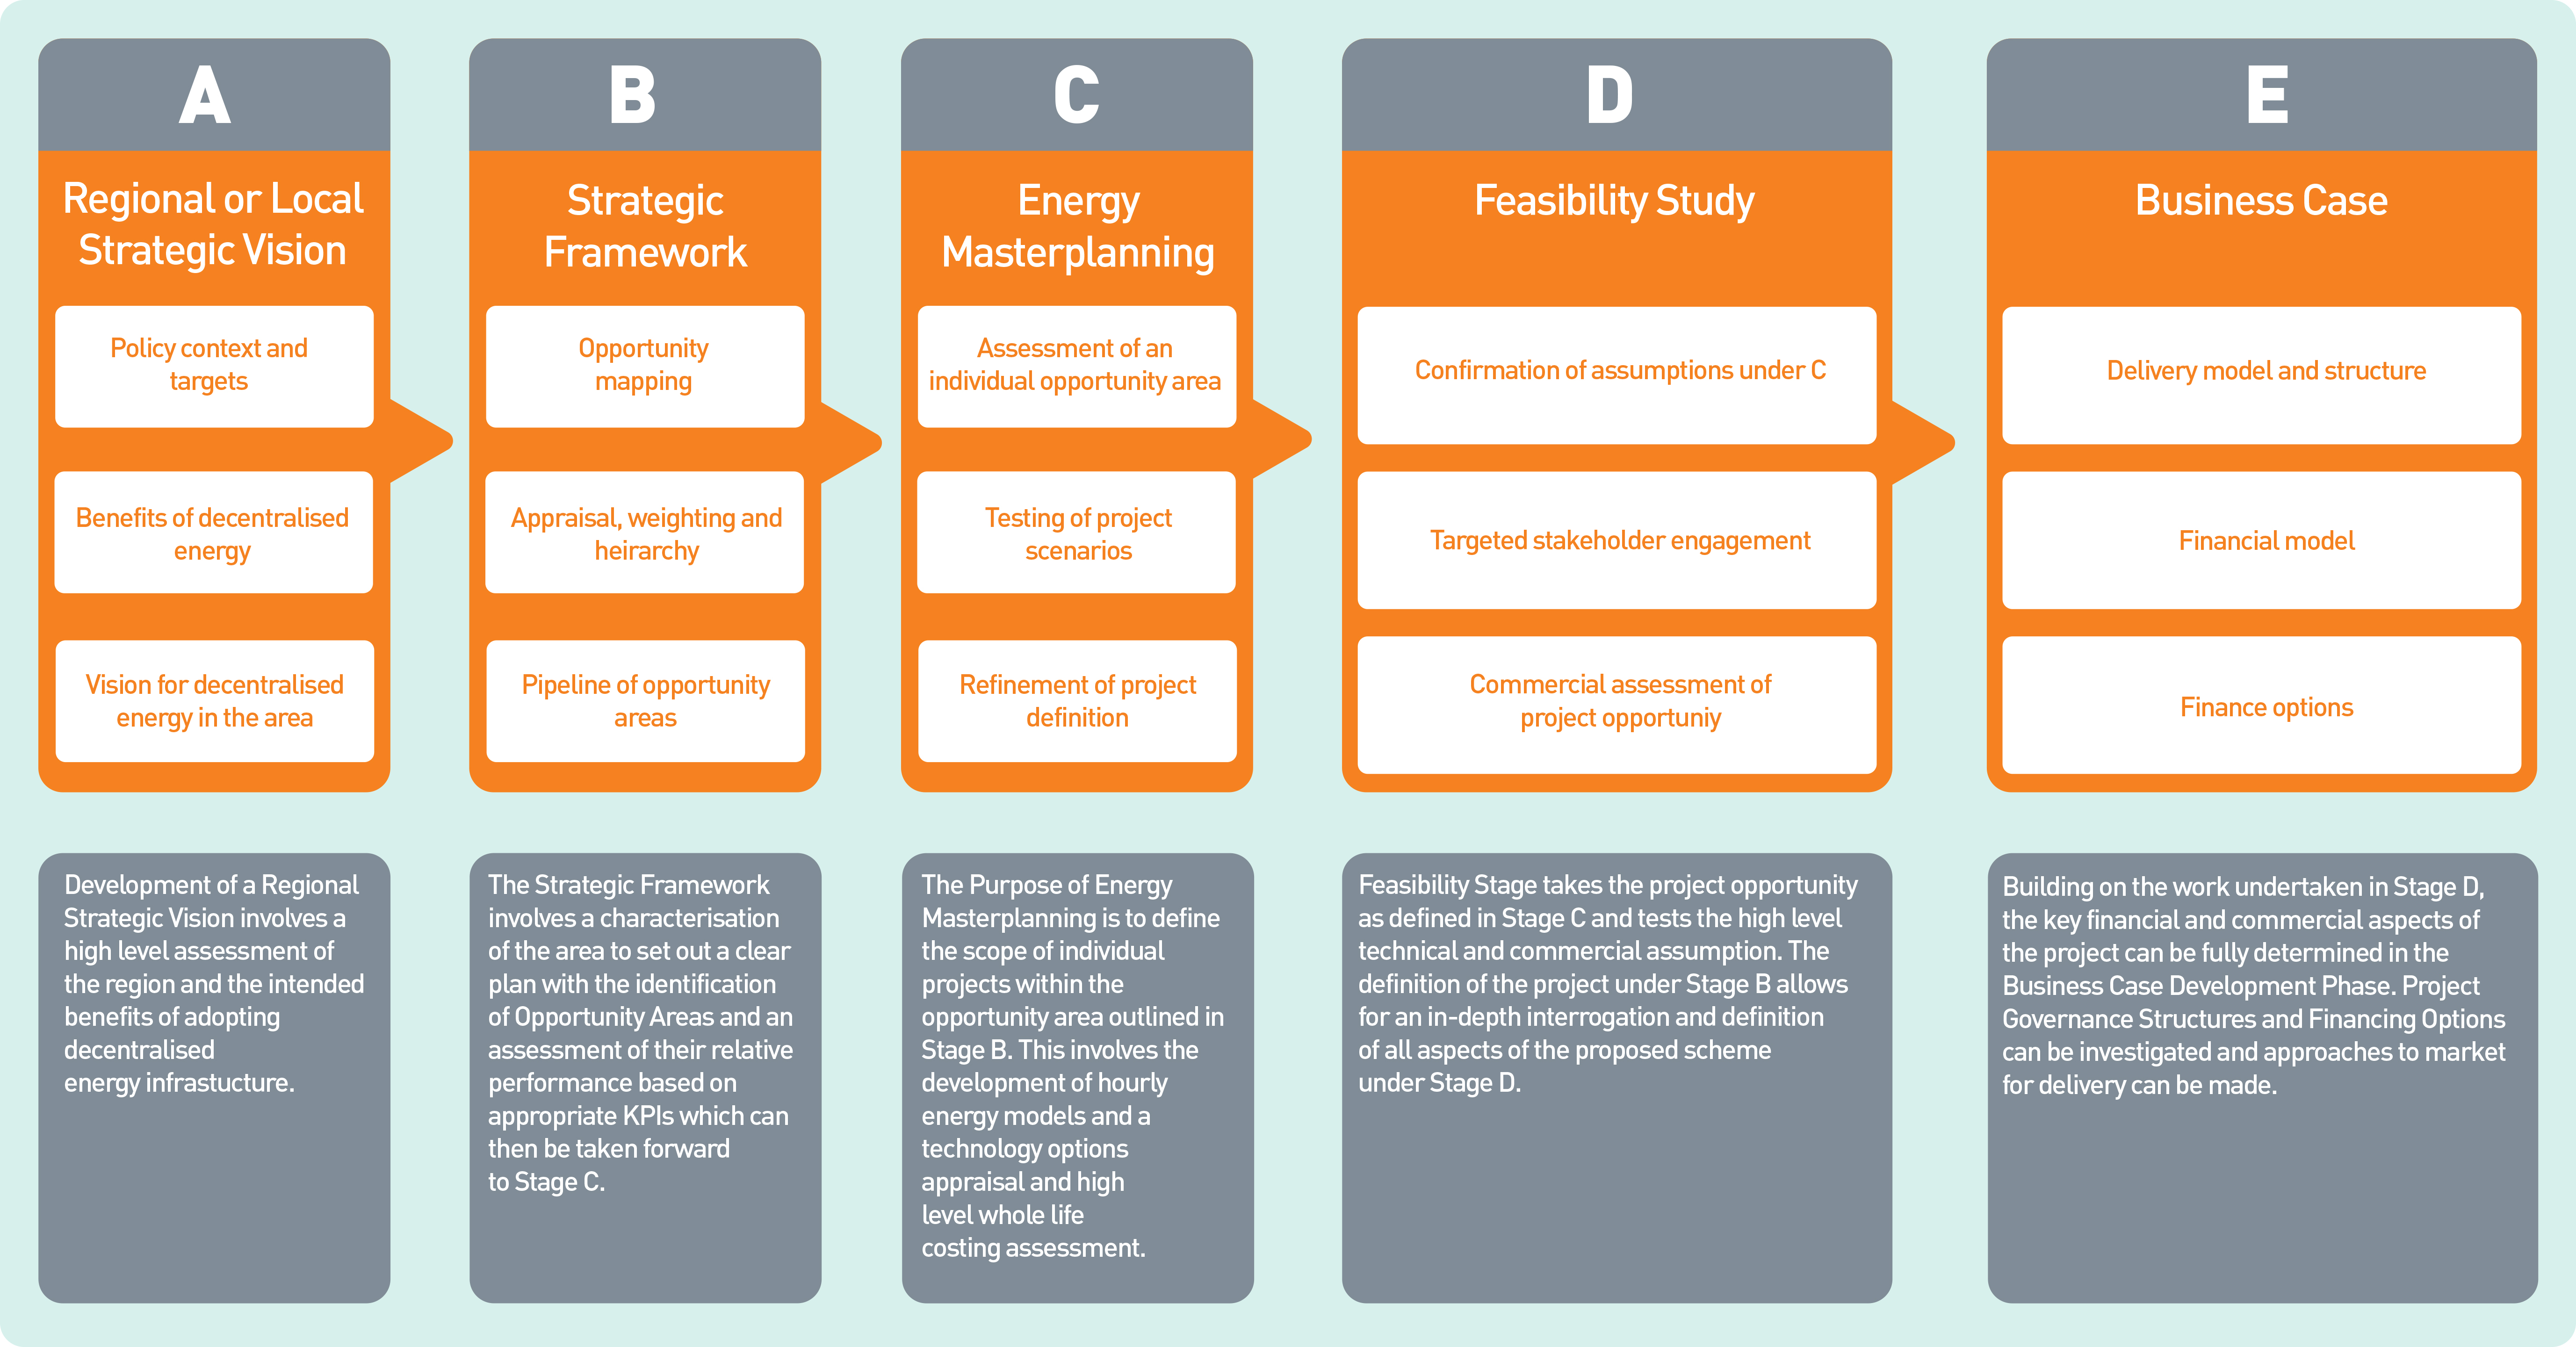 A
Regional or Local
Strategic Vision
Policy context and
targets
Benefits of decentralised
energy
Vision for decentralised
energy in the area
Development of a Regional
Strategic Vision involves a
high level assessment of
the region and the intended
benefits of adopting
decentralised
energy infrastucture.
B
Strategic
Framework
Opportunity
mapping
Appraisal, weighting and
heirarchy
Pipeline of opportunity
areas
The Strategic Framework
involves a characterisation
of the area to set out a clear
plan with the identification
of Opportunity Areas and an
assessment of their relative
performance based on
appropriate KPIs which can
then be taken forward
to Stage C.
C
Energy
Masterplanning
Assessment of an
individual opportunity area
Testing of project
scenarios
Refinement of project
definition
The Purpose of Energy
Masterplanning is to define
the scope of individual
projects within the
opportunity area outlined in
Stage B. This involves the
development of hourly
energy models and a
technology options
appraisal and high
level whole life
costing assessment.
D
Feasibility Study
Confirmation of assumptions under C
Targeted stakeholder engagement
Commercial assessment of
project opportuniy
Feasibility Stage takes the project opportunity
as defined in Stage C and tests the high level
technical and commercial assumption. The
definition of the project under Stage B allows
for an in-depth interrogation and definition
of all aspects of the proposed scheme
under Stage D.
E
Business Case
Delivery model and structure
Financial model
Finance options
Building on the work undertaken in Stage D,
the key financial and commercial aspects of
the project can be fully determined in the
Business Case Development Phase. Project
Governance Structures and Financing Options
can be investigated and approaches to market
for delivery can be made.